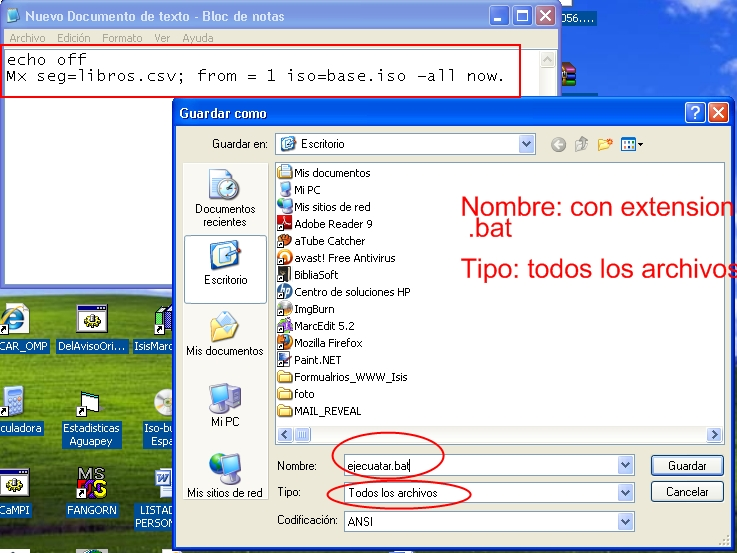 Nuevo Documento de texto - Bloc de notas
Archivo Edición Formato Ver Ayuda
echo off
Mx seg=libros.csv; from = 1 iso=base.iso -all now.
056....
Guardar como
Guardar en: Escritorio
Documentos recientes
Escritorio
Mis documentos
Mi PC
Mis sitios de red
Mis documentos
Mi PC
Mis sitios de red
Adobe Reader 9
aTube Catcher
avast! Free Antivirus
BibliaSoft
Centro de soluciones HP
ImgBurn
MarcEdit 5.2
Mozilla Firefox
Paint.NET
Formualrios_WWW_Isis
foto
MAIL_REVEAL
Nombre: con extension
.bat
Tipo: todos los archivos
Nombre: ejecuatar.bat
Guardar
Tipo: Todos los archivos
Cancelar
Codificación: ANSI
CAR_OMP
DelAvisoOri...
IsisMar
culadora
Estadisticas
Aguapey
Iso-bu
Espa
CaMPI
MSG
FANGORN
LISTAD
PERSON